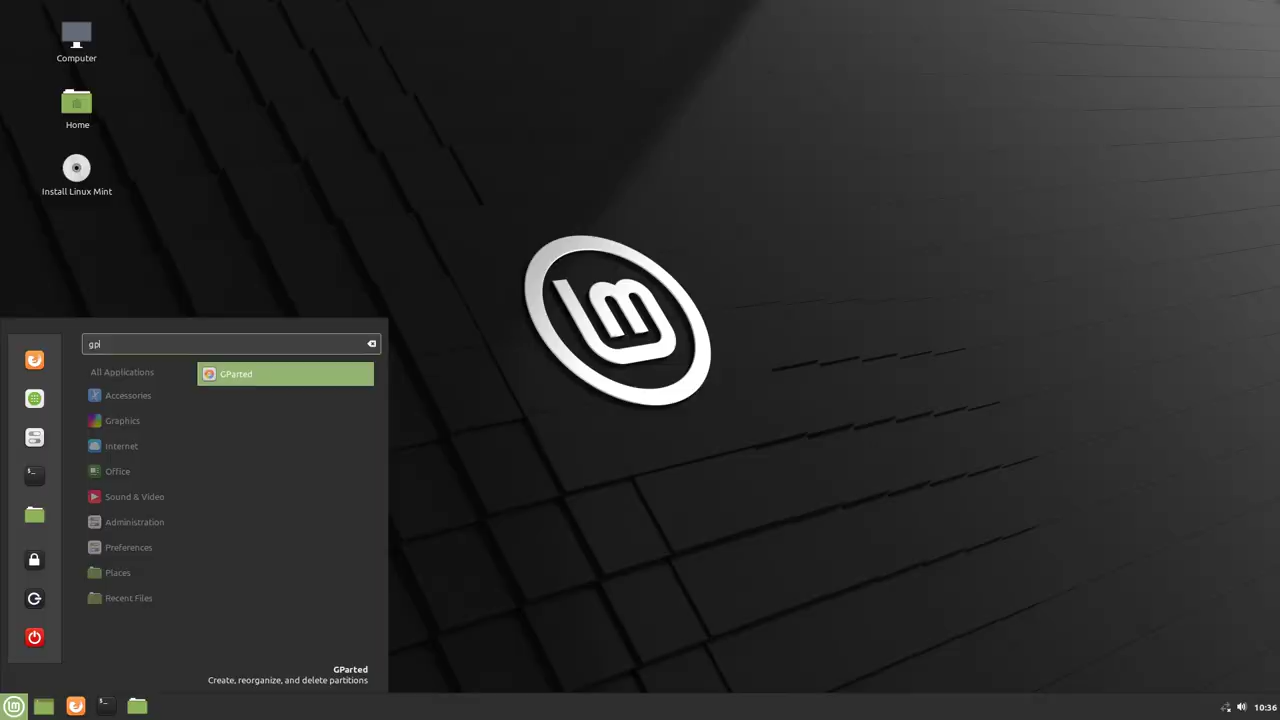 Computer
Home
Install Linux Mint
lm
gp
All Applications
GParted
Accessories
Graphics
Internet
Office
Sound & Video
Administration
Preferences
Places
Recent Files
GParted
Create, reorganize, and delete partitions
10:36